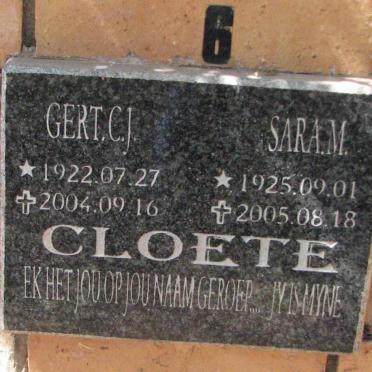 6
GERT.C.J. SARA.M.
★1922.07.27 ★1925.09.01
✞2004.09.16 ✞2005.08.18
CLOETE
EK HET JOU OP JOU NAAM GEROEP.... JY IS MYNE